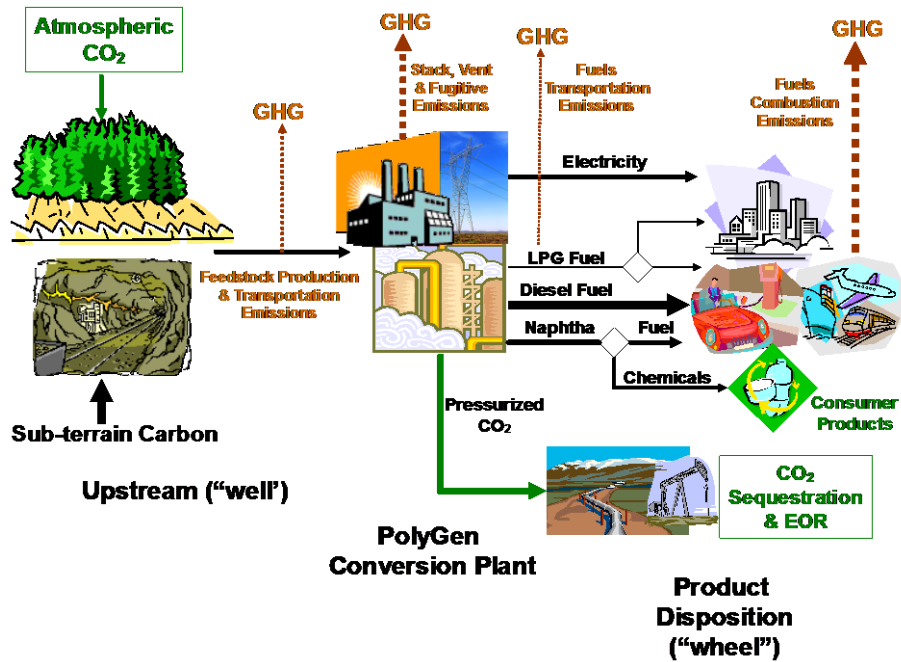 Atmospheric
CO₂
GHG
GHG
Stack, Vent
& Fugitive
Emissions
GHG
Fuels
Transportation
Emissions
GHG
Fuels
Combustion
Emissions
Feedstock Production
& Transportation
Emissions
Electricity
LPG Fuel
Diesel Fuel
Naphtha
Fuel
Chemicals
Consumer
Products
Sub-terrain Carbon
Pressurized
CO₂
CO₂
Sequestration
& EOR
Upstream (“well’)
PolyGen
Conversion Plant
Product
Disposition
(“wheel”)